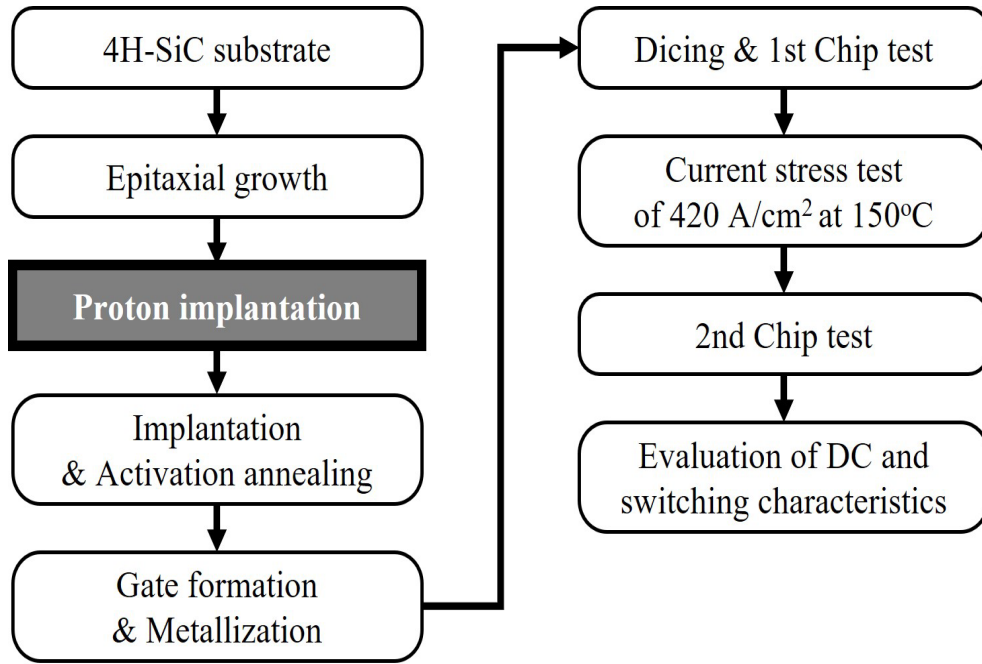 4H-SiC substrate
Epitaxial growth
Proton implantation
Implantation
& Activation annealing
Gate formation
& Metallization
Dicing & 1st Chip test
Current stress test
of 420 A/cm² at 150°C
2nd Chip test
Evaluation of DC and
switching characteristics